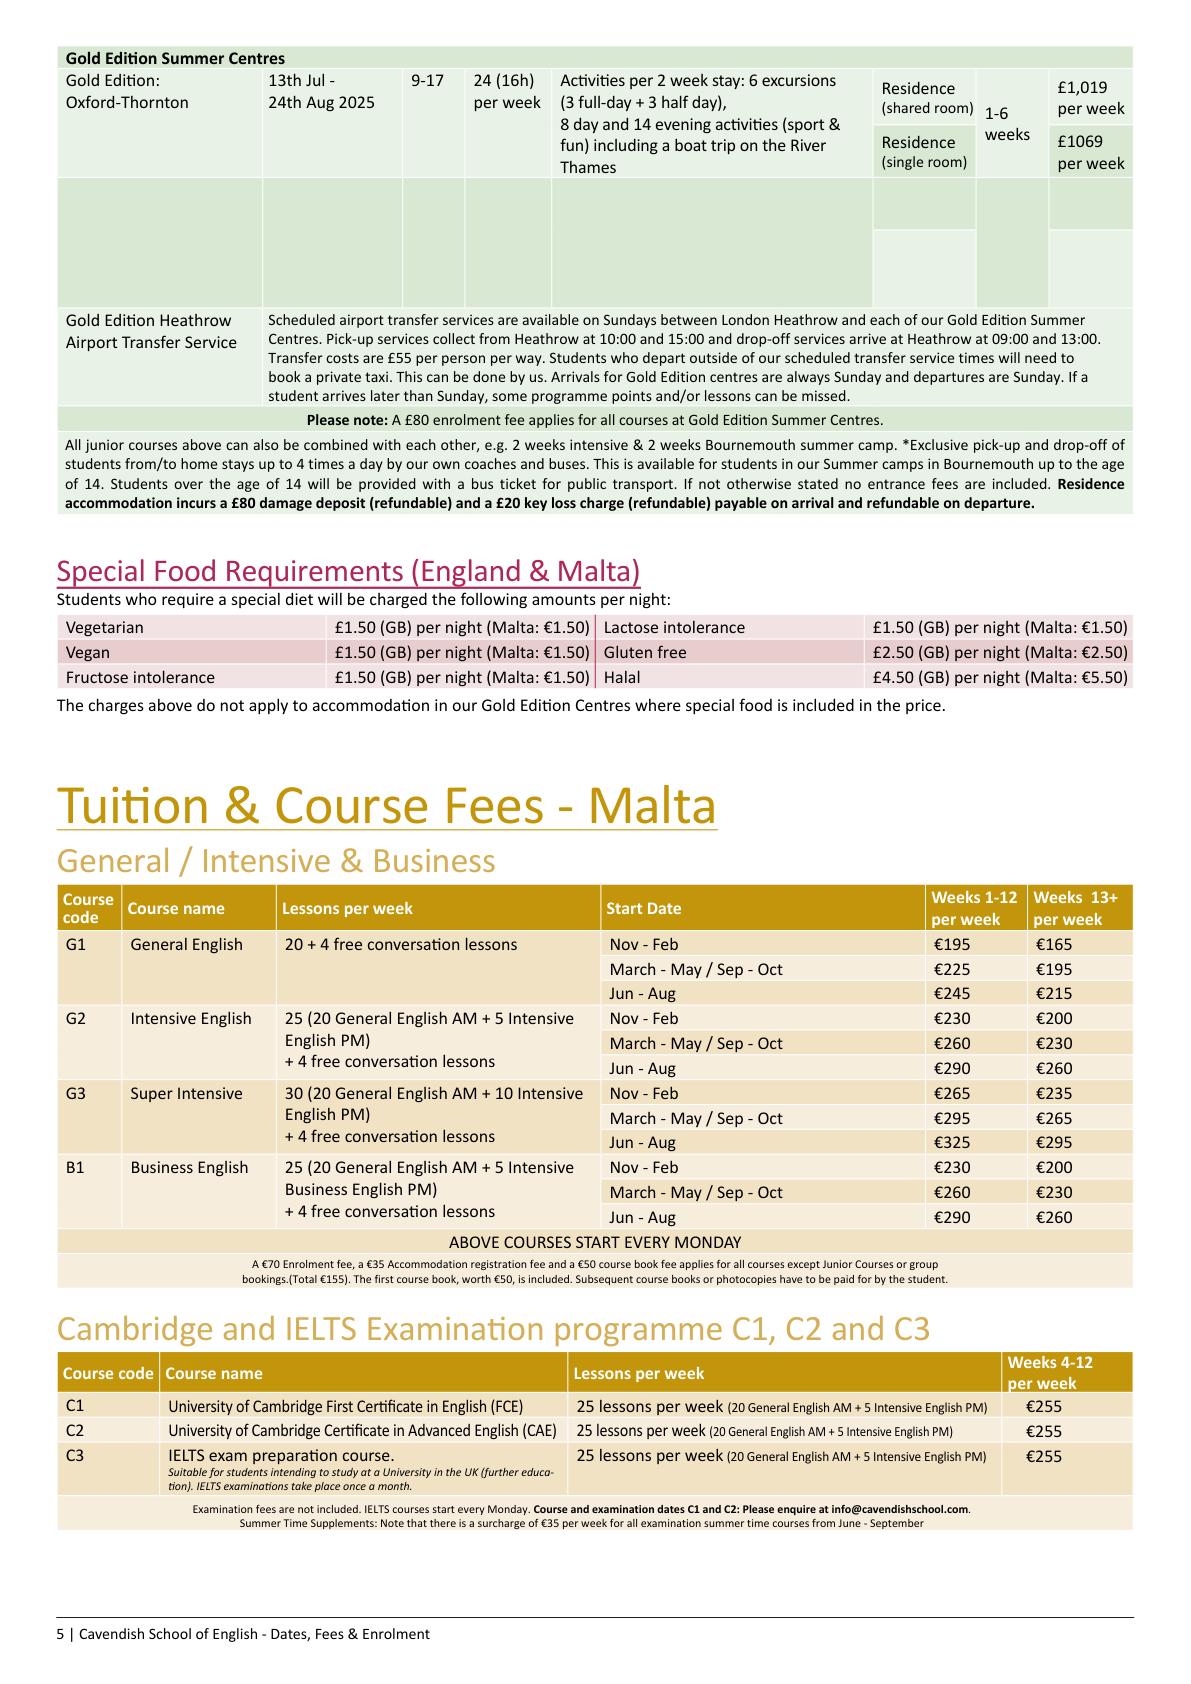 Gold Edition Summer Centres
Gold Edition:
Oxford-Thornton
13th Jul -
24th Aug 2025
9-17
24 (16h)
per week
Activities per 2 week stay: 6 excursions
(3 full-day + 3 half day),
8 day and 14 evening activities (sport &
fun) including a boat trip on the River
Thames
Residence
(shared room)
1-6
weeks
£1,019
per week
Residence
(single room)
£1069
per week
Gold Edition Heathrow
Airport Transfer Service
Scheduled airport transfer services are available on Sundays between London Heathrow and each of our Gold Edition Summer
Centres. Pick-up services collect from Heathrow at 10:00 and 15:00 and drop-off services arrive at Heathrow at 09:00 and 13:00.
Transfer costs are £55 per person per way. Students who depart outside of our scheduled transfer service times will need to
book a private taxi. This can be done by us. Arrivals for Gold Edition centres are always Sunday and departures are Sunday. If a
student arrives later than Sunday, some programme points and/or lessons can be missed.
Please note: A £80 enrolment fee applies for all courses at Gold Edition Summer Centres.
All junior courses above can also be combined with each other, e.g. 2 weeks intensive & 2 weeks Bournemouth summer camp. *Exclusive pick-up and drop-off of
students from/to home stays up to 4 times a day by our own coaches and buses. This is available for students in our Summer camps in Bournemouth up to the age
of 14. Students over the age of 14 will be provided with a bus ticket for public transport. If not otherwise stated no entrance fees are included. Residence
accommodation incurs a £80 damage deposit (refundable) and a £20 key loss charge (refundable) payable on arrival and refundable on departure.
Special Food Requirements (England & Malta)
Students who require a special diet will be charged the following amounts per night:
Vegetarian £1.50 (GB) per night (Malta: €1.50) Lactose intolerance £1.50 (GB) per night (Malta: €1.50)
Vegan £1.50 (GB) per night (Malta: €1.50) Gluten free £2.50 (GB) per night (Malta: €2.50)
Fructose intolerance £1.50 (GB) per night (Malta: €1.50) Halal £4.50 (GB) per night (Malta: €5.50)
The charges above do not apply to accommodation in our Gold Edition Centres where special food is included in the price.
Tuition & Course Fees - Malta
General / Intensive & Business
Course
code
Course name
Lessons per week
Start Date
Weeks 1-12
per week
Weeks 13+
per week
G1 General English 20 + 4 free conversation lessons Nov - Feb €195 €165
March - May / Sep - Oct €225 €195
Jun - Aug €245 €215
G2 Intensive English 25 (20 General English AM + 5 Intensive
English PM)
+ 4 free conversation lessons
Nov - Feb €230 €200
March - May / Sep - Oct €260 €230
Jun - Aug €290 €260
G3 Super Intensive 30 (20 General English AM + 10 Intensive
English PM)
+ 4 free conversation lessons
Nov - Feb €265 €235
March - May / Sep - Oct €295 €265
Jun - Aug €325 €295
B1 Business English 25 (20 General English AM + 5 Intensive
Business English PM)
+ 4 free conversation lessons
Nov - Feb €230 €200
March - May / Sep - Oct €260 €230
Jun - Aug €290 €260
ABOVE COURSES START EVERY MONDAY
A €70 Enrolment fee, a €35 Accommodation registration fee and a €50 course book fee applies for all courses except Junior Courses or group
bookings.(Total €155). The first course book, worth €50, is included. Subsequent course books or photocopies have to be paid for by the student.
Cambridge and IELTS Examination programme C1, C2 and C3
Course code Course name Lessons per week
Weeks 4-12
per week
C1 University of Cambridge First Certificate in English (FCE) 25 lessons per week (20 General English AM + 5 Intensive English PM) €255
C2 University of Cambridge Certificate in Advanced English (CAE) 25 lessons per week (20 General English AM + 5 Intensive English PM) €255
C3 IELTS exam preparation course. 25 lessons per week (20 General English AM + 5 Intensive English PM) €255
Suitable for students intending to study at a University in the UK (further educa-
tion). IELTS examinations take place once a month.
Examination fees are not included. IELTS courses start every Monday. Course and examination dates C1 and C2: Please enquire at info@cavendishschool.com.
Summer Time Supplements: Note that there is a surcharge of €35 per week for all examination summer time courses from June - September
5 | Cavendish School of English - Dates, Fees & Enrolment